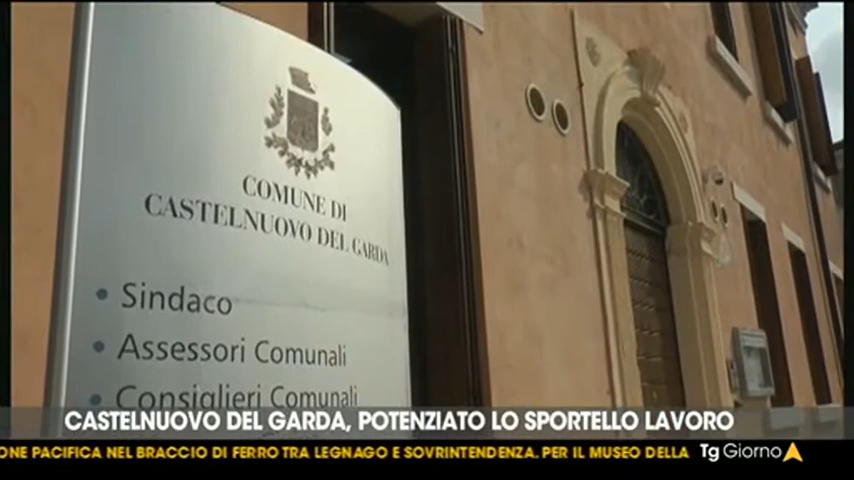 COMUNE DI
CASTELNUOVO DEL GARDA
• Sindaco
• Assessori Comunali
• Consiglieri Comunali
CASTELNUOVO DEL GARDA, POTENZIATO LO SPORTELLO LAVORO
ONE PACIFICA NEL BRACCIO DI FERRO TRA LEGNAGO E SOVRINTENDENZA. PER IL MUSEO DELLA Tg Giorno